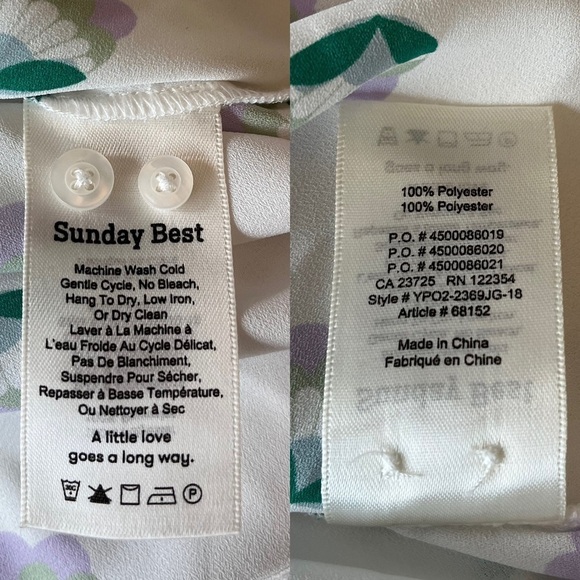 Sunday Best
Machine Wash Cold
Gentle Cycle, No Bleach,
Hang To Dry, Low Iron,
Or Dry Clean
Laver à La Machine à
L'eau Froide Au Cycle Délicat,
Pas De Blanchiment,
Suspendre Pour Sécher,
Repasser à Basse Température,
Ou Nettoyer à Sec
A little love
goes a long way.
30C
P
100% Polyester
100% Polyester
P.O. # 4500086019
P.O. # 4500086020
P.O. # 4500086021
CA 23725 RN 122354
Style # YPO2-2369JG-18
Article # 68152
Made in China
Fabriqué en Chine
Sunday Best